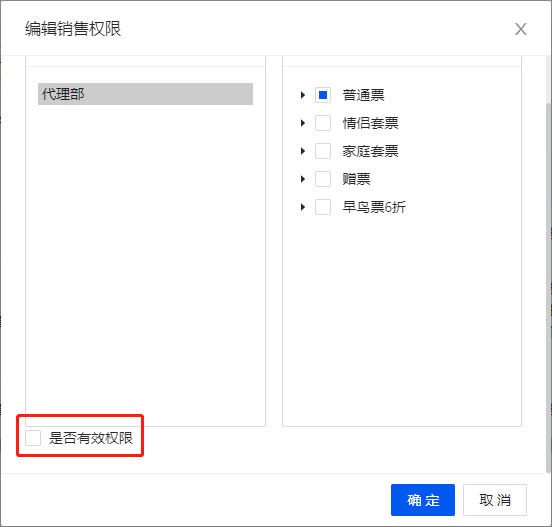 编辑销售权限
代理部
普通票
情侣套票
家庭套票
赠票
早鸟票6折
是否有效权限
确 定
取 消